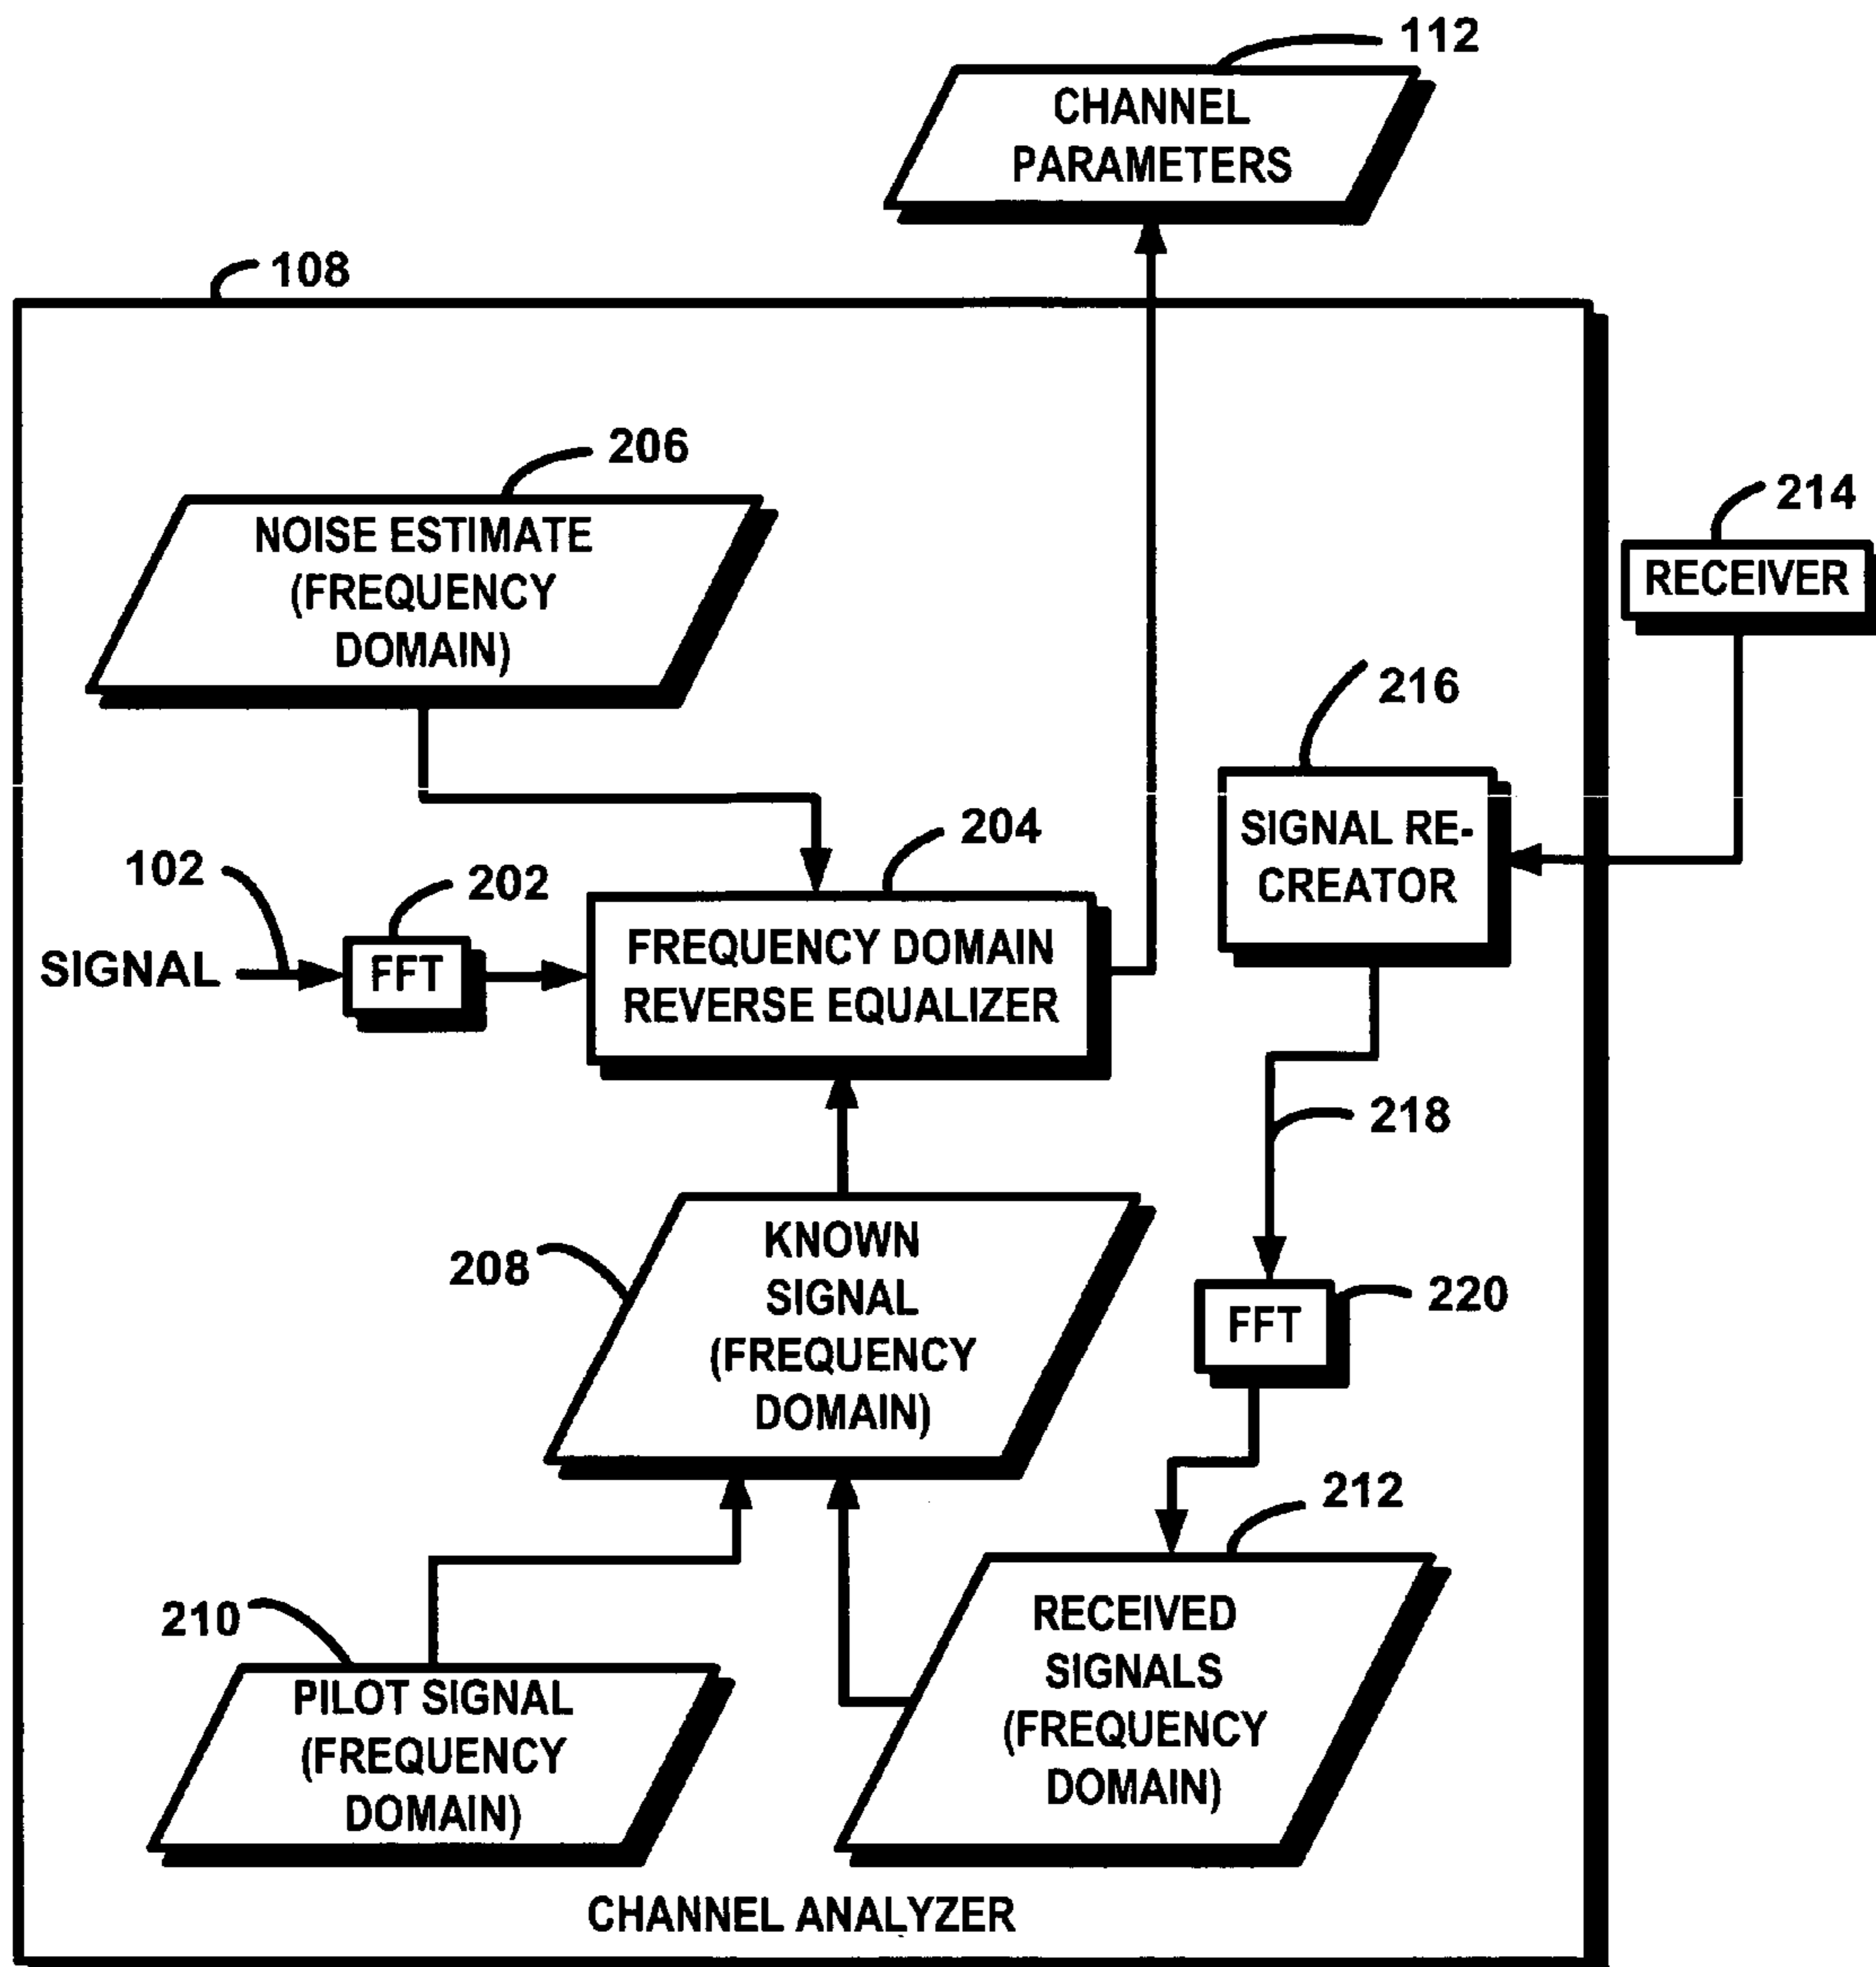 112
CHANNEL
PARAMETERS
108
206
NOISE ESTIMATE
(FREQUENCY
DOMAIN)
214
RECEIVER
216
SIGNAL RE-
CREATOR
204
102
202
SIGNAL
FFT
FREQUENCY DOMAIN
REVERSE EQUALIZER
218
208
KNOWN
SIGNAL
(FREQUENCY
DOMAIN)
220
FFT
212
210
PILOT SIGNAL
(FREQUENCY
DOMAIN)
RECEIVED
SIGNALS
(FREQUENCY
DOMAIN)
CHANNEL ANALYZER